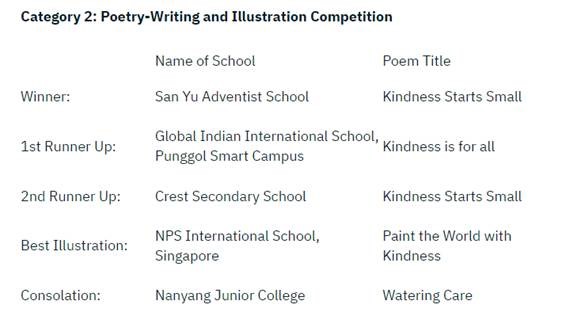 Category 2: Poetry-Writing and Illustration Competition
Name of School Poem Title
Winner: San Yu Adventist School Kindness Starts Small
1st Runner Up: Global Indian International School, Punggol Smart Campus Kindness is for all
2nd Runner Up: Crest Secondary School Kindness Starts Small
Best Illustration: NPS International School, Singapore Paint the World with Kindness
Consolation: Nanyang Junior College Watering Care